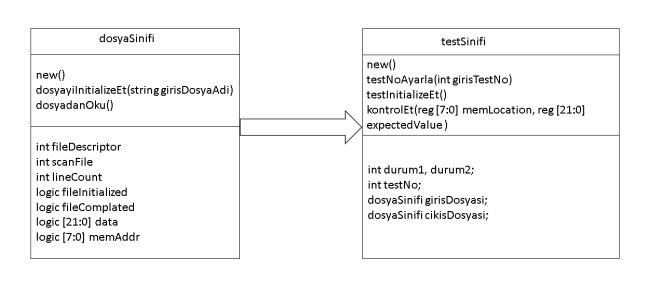 dosyaSinifi
new()
dosyayiInitializeEt(string girisDosyaAdi)
dosyadanOku()
int fileDescriptor
int scanFile
int lineCount
logic fileInitialized
logic fileComplated
logic [21:0] data
logic [7:0] memAddr
testSinifi
new()
testNoAyarla(int girisTestNo)
testInitializeEt()
kontrolEt(reg [7:0] memLocation, reg [21:0]
expectedValue )
int durum1, durum2;
int testNo;
dosyaSinifi girisDosyasi;
dosyaSinifi cikisDosyasi;